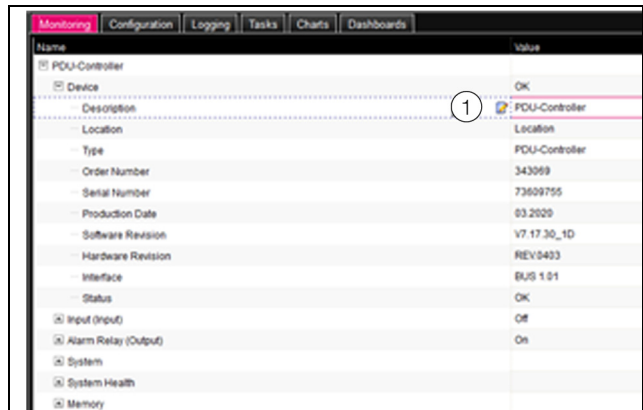 Monitoring Configuration Logging Tasks Charts Dashboards
Name Value
PDU-Controller
Device OK
Description 1 PDU-Controller
Location Location
Type PDU-Controller
Order Number 343069
Serial Number 73609755
Production Date 03.2020
Software Revision V7.17.30_1D
Hardware Revision REV.0403
Interface BUS 1.01
Status OK
Input (Input) Off
Alarm Relay (Output) On
System
System Health
Memory